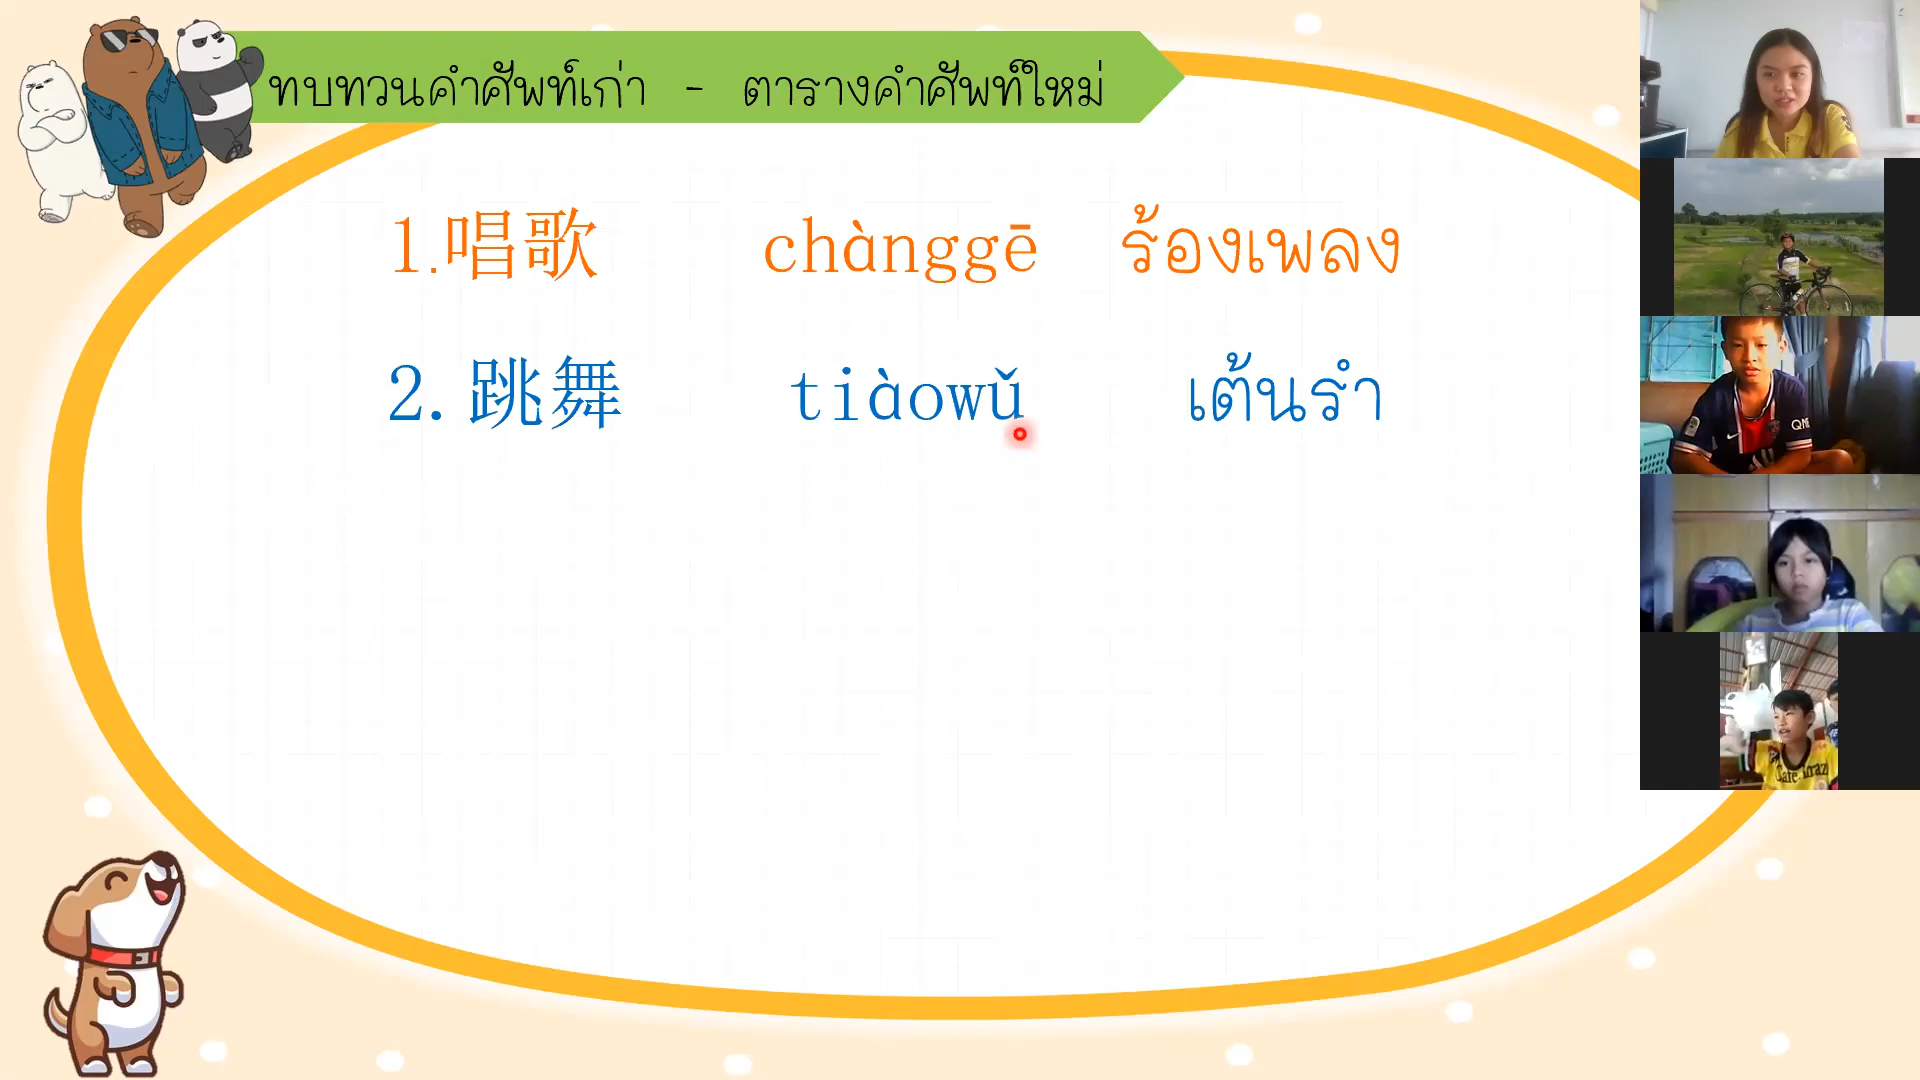 ทบทวนคำศัพท์เก่า - ตารางคำศัพท์ใหม่
1.唱歌 chànggē ร้องเพลง
2.跳舞 tiàowǔ เต้นรำ